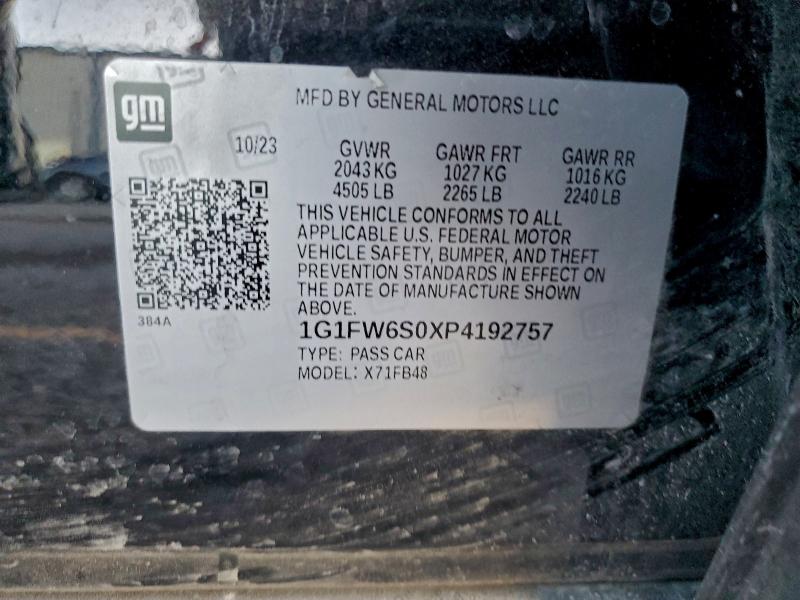 gm
MFD BY GENERAL MOTORS LLC
10/23
GVWR GAWR FRT GAWR RR
2043 KG 1027 KG 1016 KG
4505 LB 2265 LB 2240 LB
THIS VEHICLE CONFORMS TO ALL
APPLICABLE U.S. FEDERAL MOTOR
VEHICLE SAFETY, BUMPER, AND THEFT
PREVENTION STANDARDS IN EFFECT ON
THE DATE OF MANUFACTURE SHOWN
ABOVE.
384A
1G1FW6S0XP4192757
TYPE: PASS CAR
MODEL: X71FB48